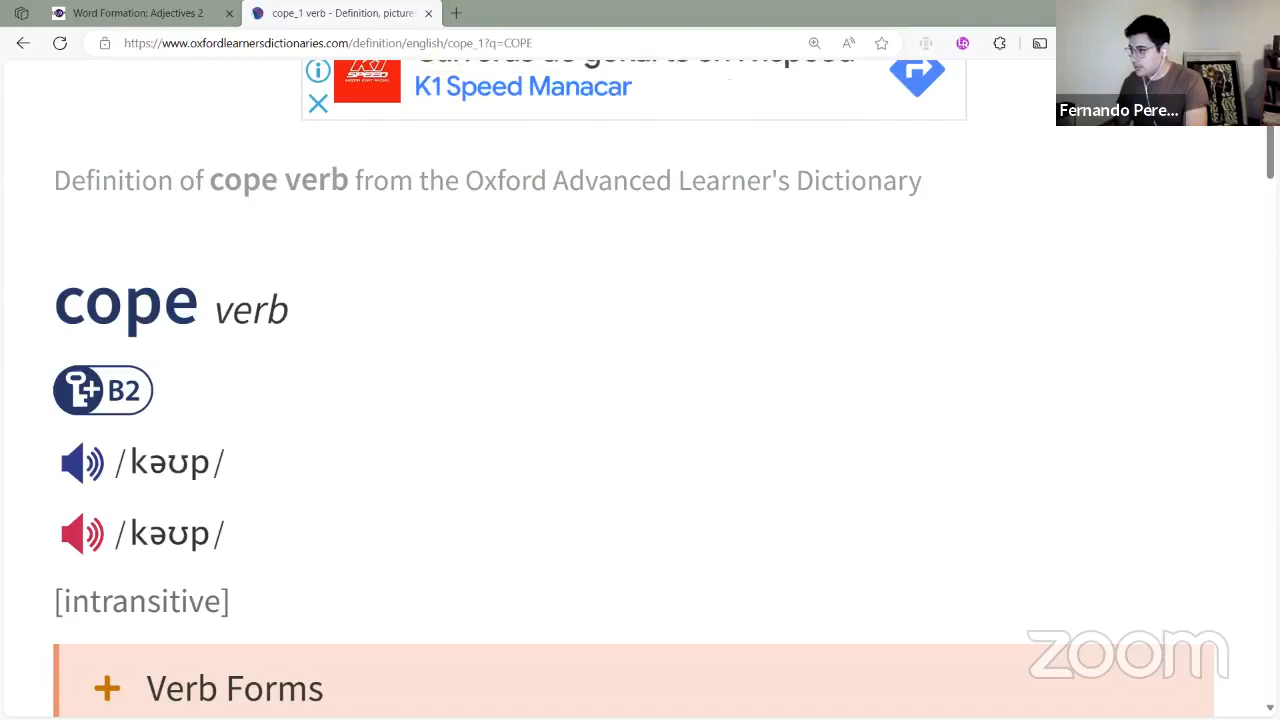 Word Formation: Adjectives 2
cope_1 verb - Definition, picture
https://www.oxfordlearnersdictionaries.com/definition/english/cope_1?q=COPE
K1
SPEED
K1 Speed Manacar
Fernando Pere...
Definition of cope verb from the Oxford Advanced Learner's Dictionary
cope verb
B2
/kəʊp/
/kəʊp/
[intransitive]
+ Verb Forms
zoom